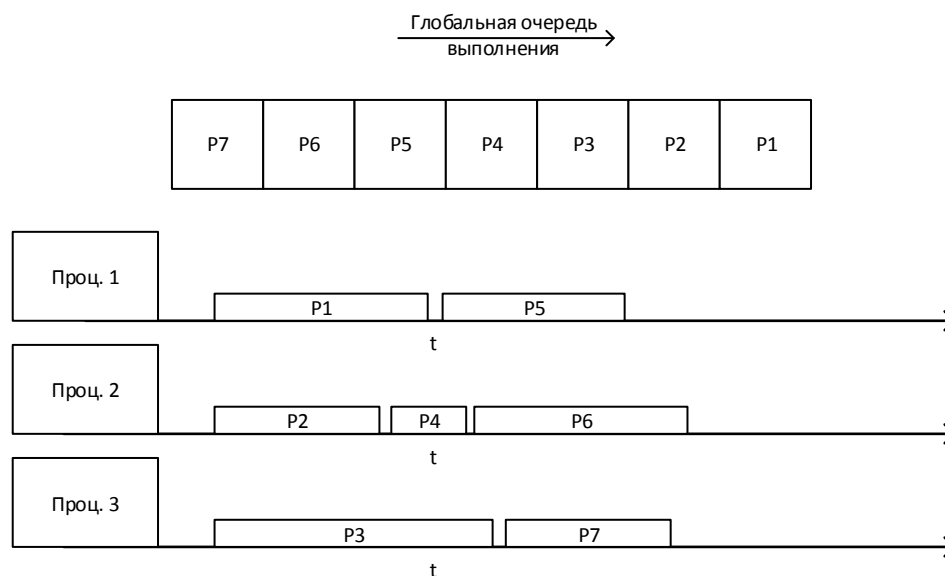 Глобальная очередь
выполнения
P7 P6 P5 P4 P3 P2 P1
Проц. 1
P1 P5
t
Проц. 2
P2 P4 P6
t
Проц. 3
P3 P7
t